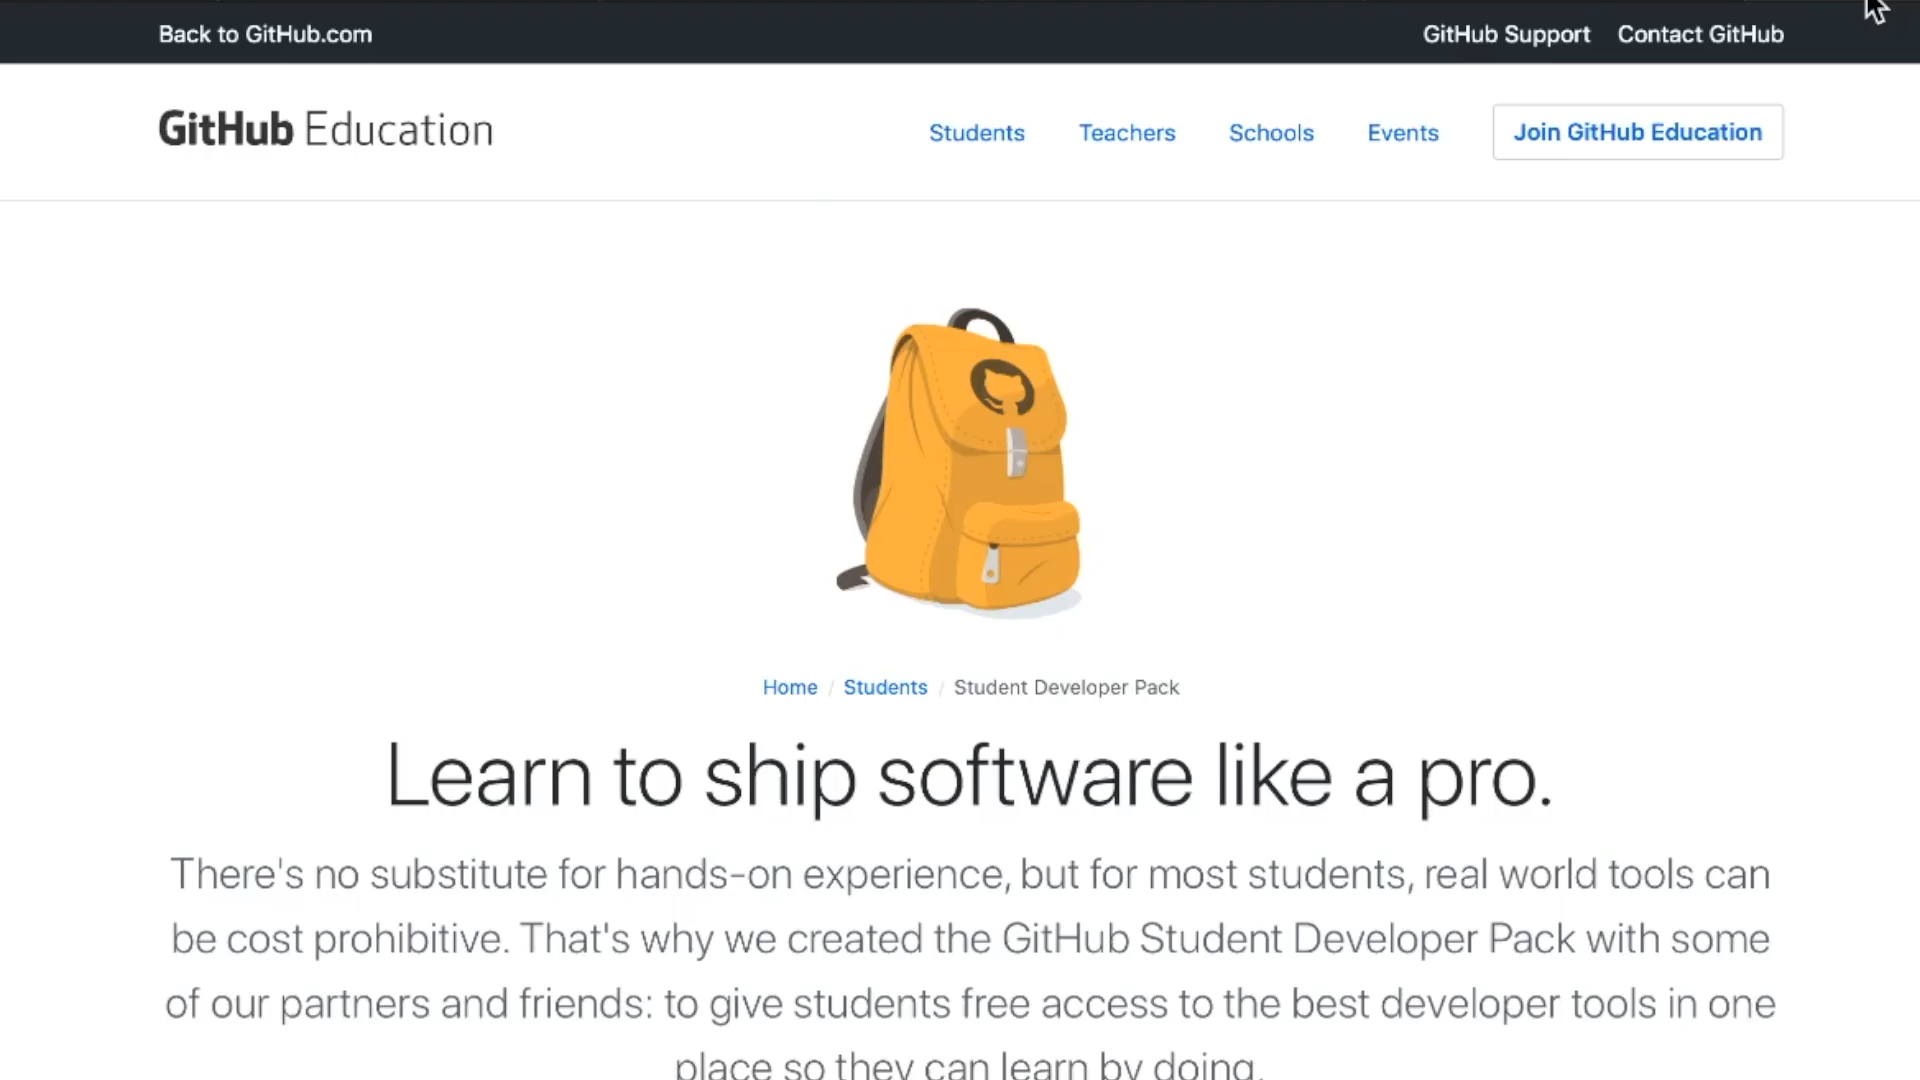 Back to GitHub.com
GitHub Support
Contact GitHub
GitHub Education
Students
Teachers
Schools
Events
Join GitHub Education
Home / Students / Student Developer Pack
Learn to ship software like a pro.
There's no substitute for hands-on experience, but for most students, real world tools can
be cost prohibitive. That's why we created the GitHub Student Developer Pack with some
of our partners and friends: to give students free access to the best developer tools in one
place so they can learn by doing.